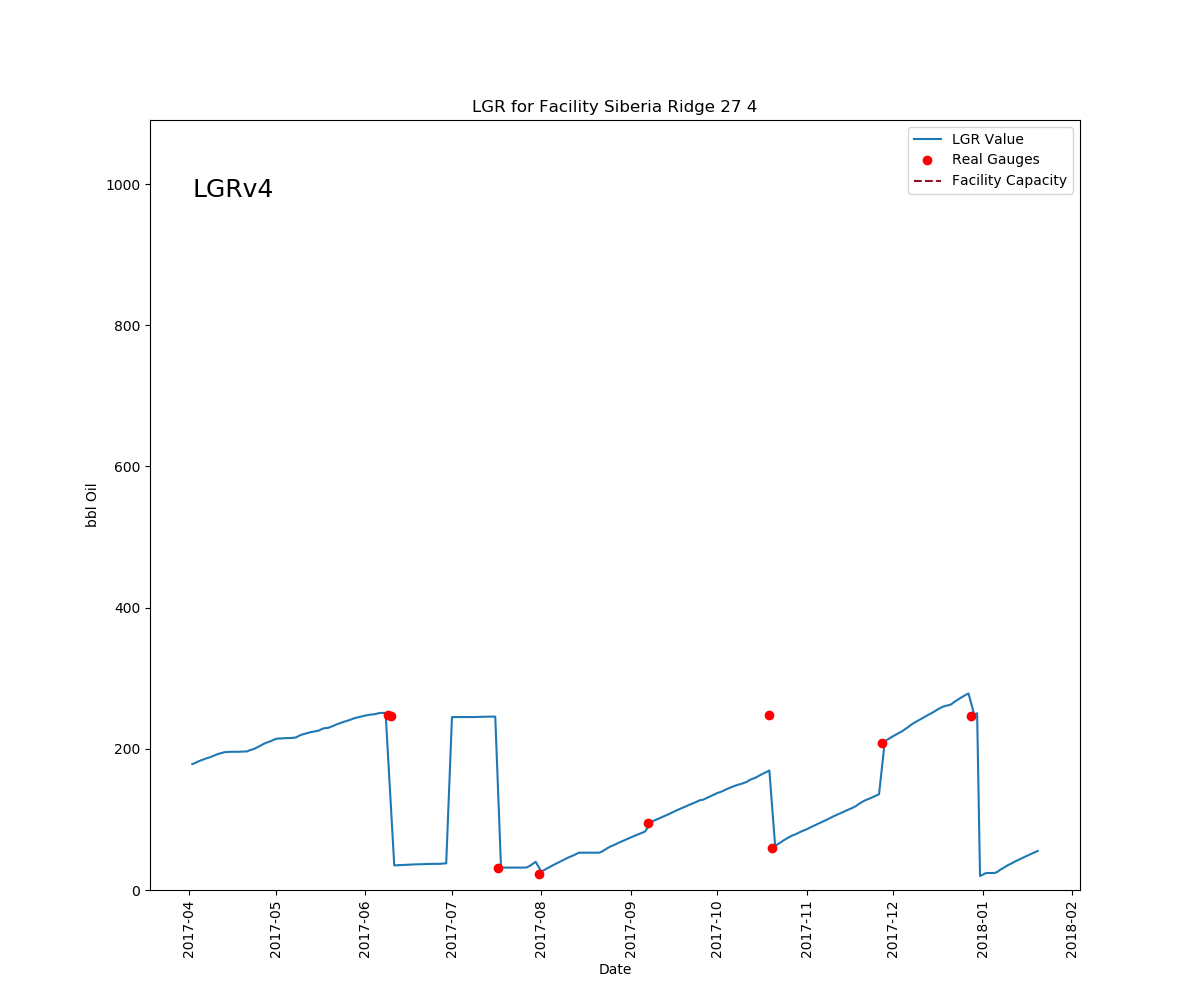 LGR for Facility Siberia Ridge 27 4
LGR Value
Real Gauges
Facility Capacity
LGRv4
1000
800
600
400
200
0
bbl Oil
2017-04
2017-05
2017-06
2017-07
2017-08
2017-09
2017-10
2017-11
2017-12
2018-01
2018-02
Date